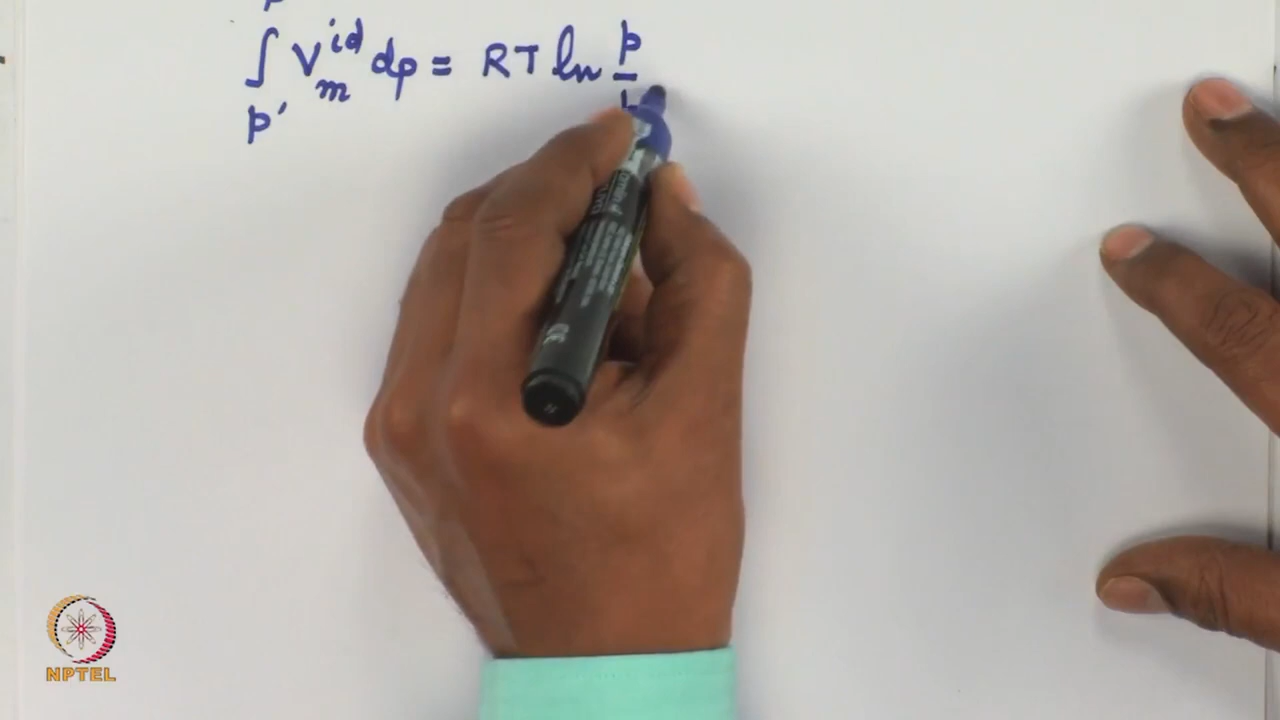 ∫ V_m^{id} dp = RT ln p/
p'
NPTEL